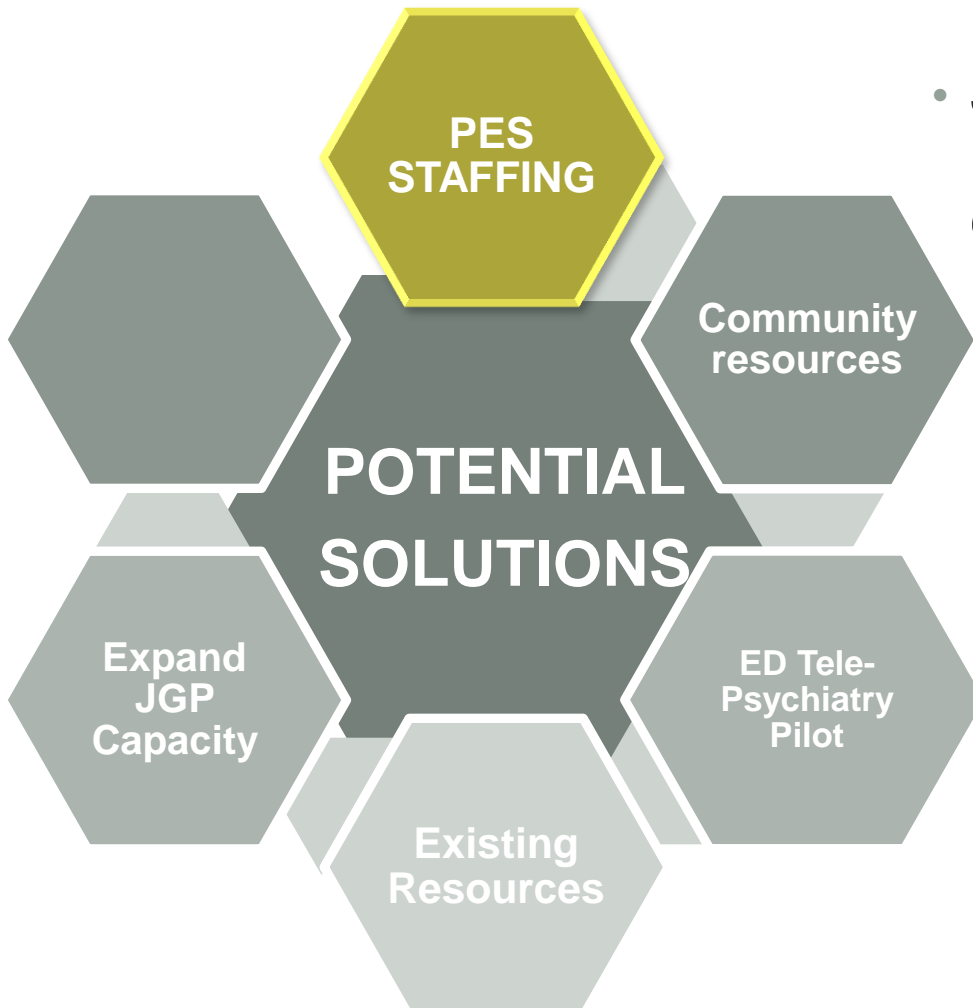 PES
STAFFING
Community
resources
POTENTIAL
SOLUTIONS
Expand
JGP
Capacity
ED Tele-
Psychiatry
Pilot
Existing
Resources